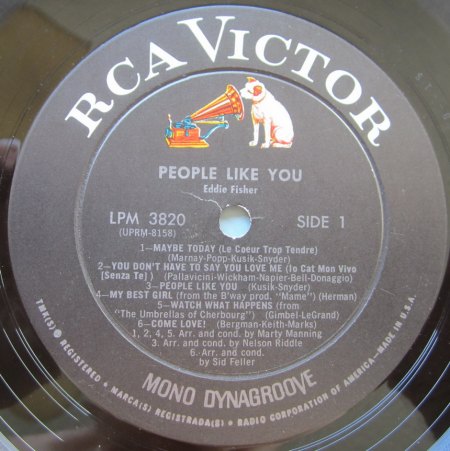 RCA VICTOR
PEOPLE LIKE YOU
Eddie Fisher
LPM 3820 SIDE 1
(UPRM-8158)
1—MAYBE TODAY (Le Coeur Trop Tendre)
(Marnay-Popp-Kusik-Snyder)
2—YOU DON'T HAVE TO SAY YOU LOVE ME (Io Cat Mon Vivo
[Senza Te]) (Pallavicini-Wickham-Napier-Bell-Donaggio)
3—PEOPLE LIKE YOU (Kusik-Snyder)
4—MY BEST GIRL (from the B'way prod. "Mame") (Herman)
5—WATCH WHAT HAPPENS (from
"The Umbrellas of Cherbourg") (Gimbel-LeGrand)
6—COME LOVE! (Bergman-Keith-Marks)
1, 2, 4, 5. Arr. and cond. by Marty Manning
3. Arr. and cond. by Nelson Riddle
6. Arr. and cond.
by Sid Feller
MONO DYNAGROOVE
TMK(S) ® REGISTERED • MARCA(S) REGISTRADA(S) • RADIO CORPORATION OF AMERICA—MADE IN U.S.A.